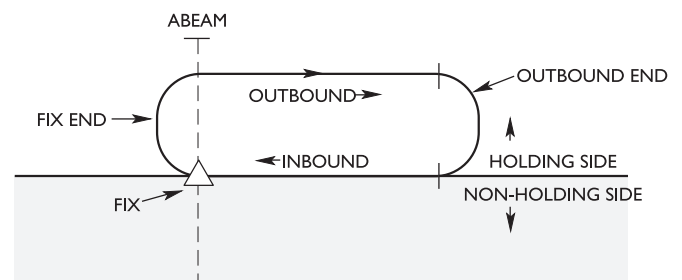 ABEAM
OUTBOUND END
OUTBOUND
FIX END
INBOUND
HOLDING SIDE
NON-HOLDING SIDE
FIX